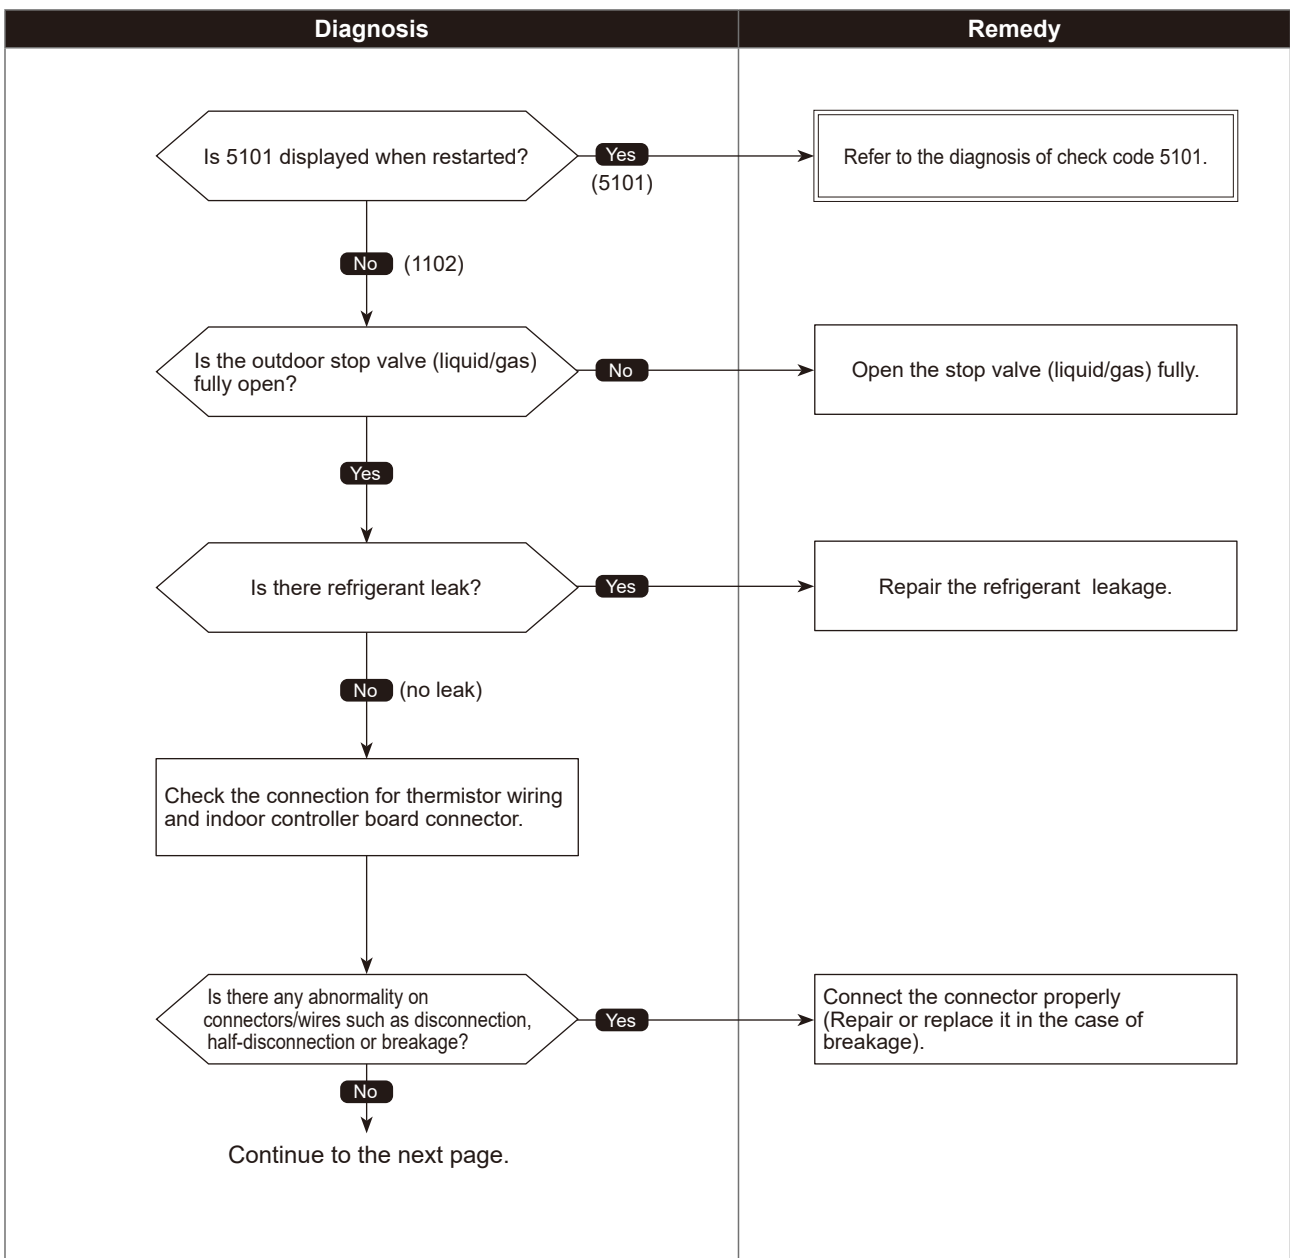 Diagnosis
Remedy
Is 5101 displayed when restarted?
Yes
(5101)
Refer to the diagnosis of check code 5101.
No (1102)
Is the outdoor stop valve (liquid/gas)
fully open?
No
Open the stop valve (liquid/gas) fully.
Yes
Is there refrigerant leak?
Yes
Repair the refrigerant leakage.
No (no leak)
Check the connection for thermistor wiring
and indoor controller board connector.
Is there any abnormality on
connectors/wires such as disconnection,
half-disconnection or breakage?
Yes
Connect the connector properly
(Repair or replace it in the case of
breakage).
No
Continue to the next page.